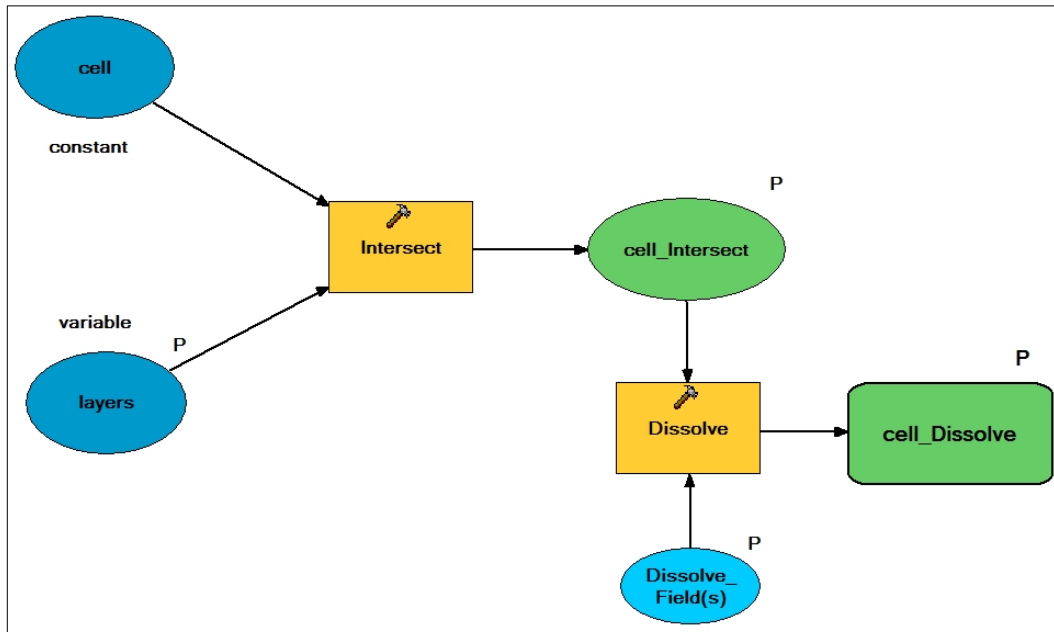 cell
constant
Intersect
P
cell_Intersect
variable
P
layers
Dissolve
P
cell_Dissolve
P
Dissolve_
Field(s)